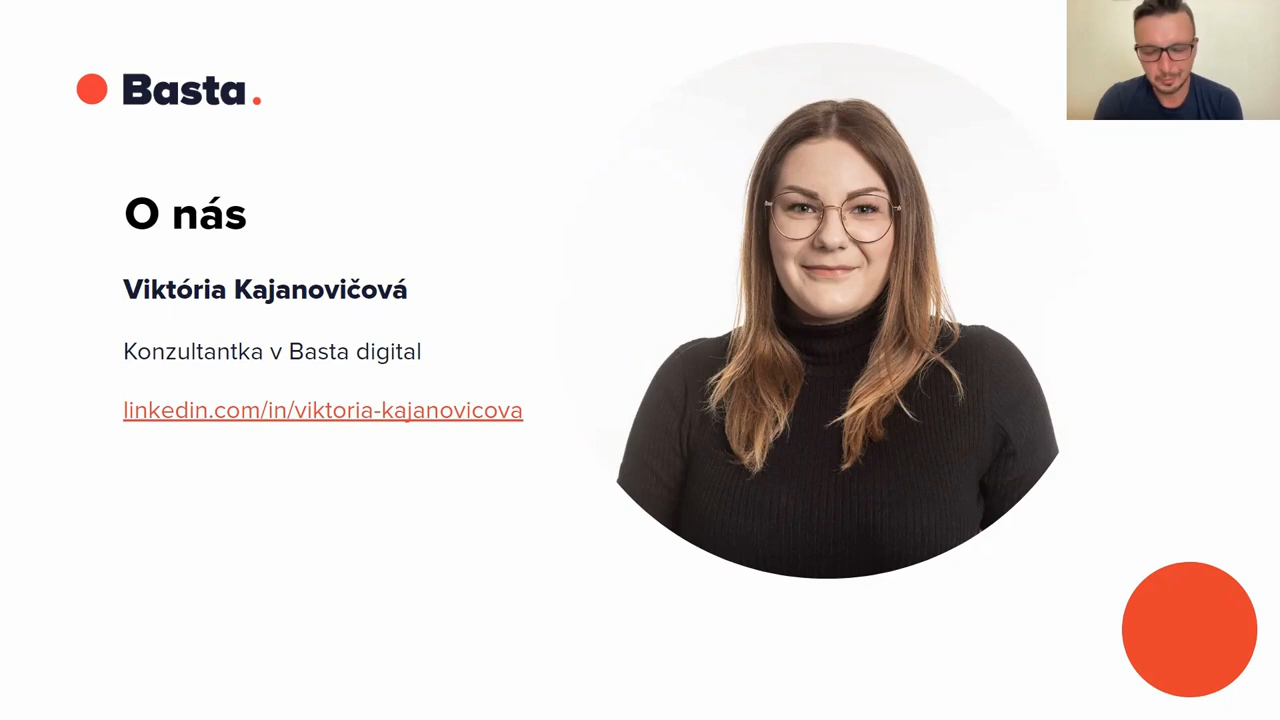 Basta.
O nás
Viktória Kajanovičová
Konzultantka v Basta digital
linkedin.com/in/viktoria-kajanovicova